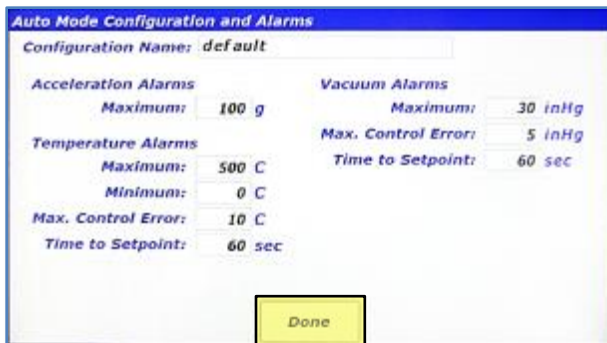 Auto Mode Configuration and Alarms
Configuration Name: default
Acceleration Alarms
Maximum: 100 g
Temperature Alarms
Maximum: 500 C
Minimum: 0 C
Max. Control Error: 10 C
Time to Setpoint: 60 sec
Vacuum Alarms
Maximum: 30 inHg
Max. Control Error: 5 inHg
Time to Setpoint: 60 sec
Done